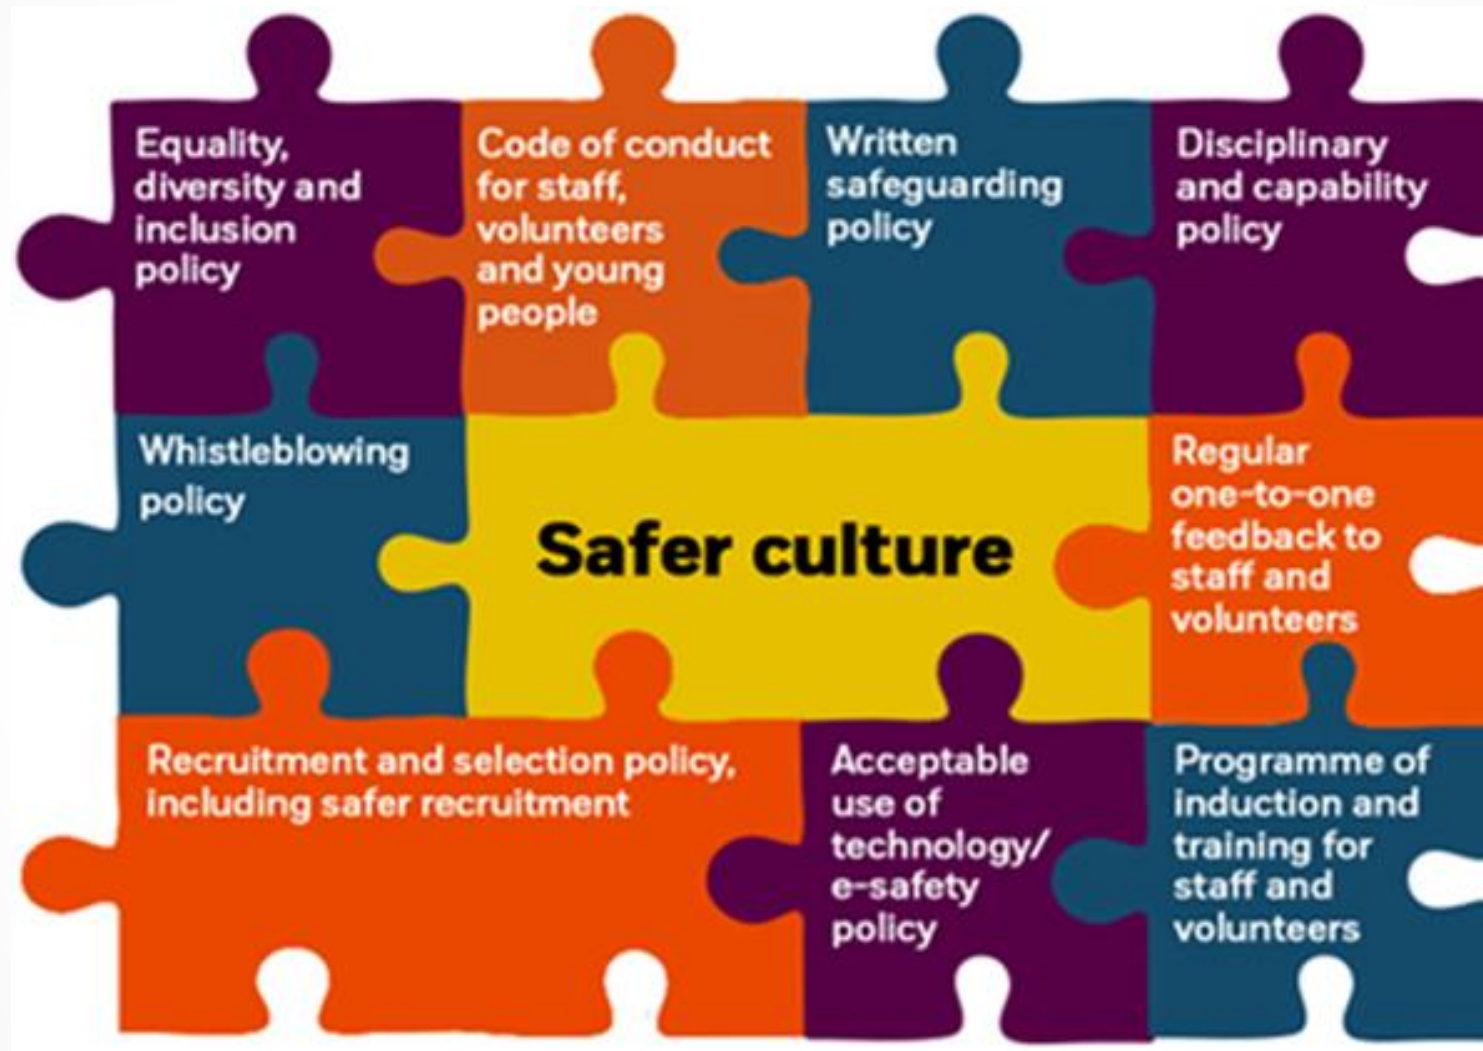 Equality,
diversity and
inclusion
policy
Code of conduct
for staff,
volunteers
and young
people
Written
safeguarding
policy
Disciplinary
and capability
policy
Whistleblowing
policy
Safer culture
Regular
one-to-one
feedback to
staff and
volunteers
Recruitment and selection policy,
including safer recruitment
Acceptable
use of
technology/
e-safety
policy
Programme of
induction and
training for
staff and
volunteers